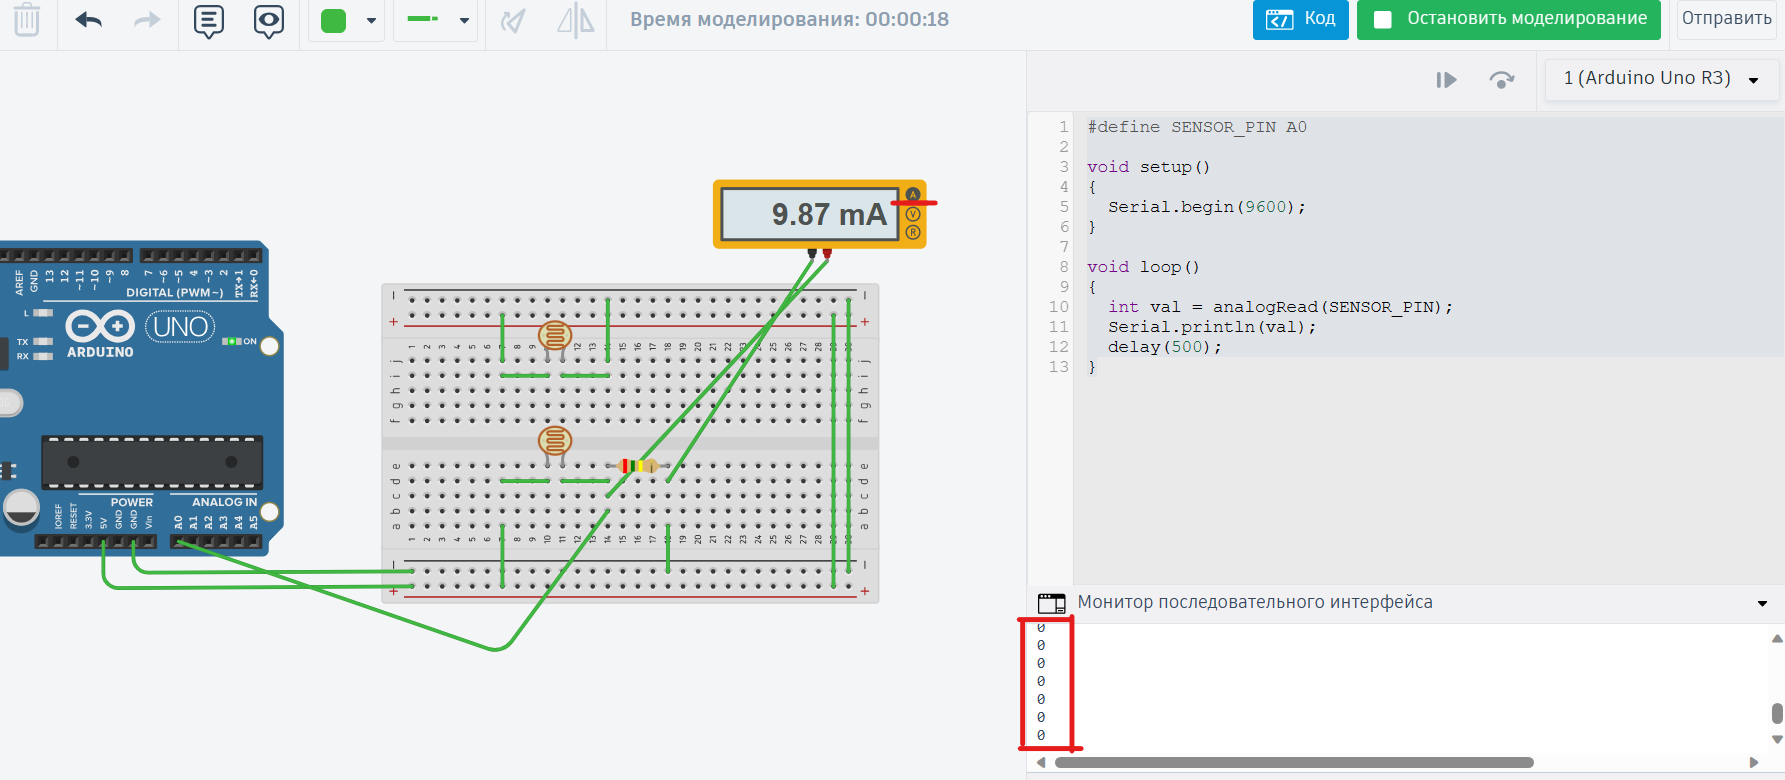 Время моделирования: 00:00:18
Код
Остановить моделирование
Отправить
1 (Arduino Uno R3)
9.87 mA
A
V
R
AREF
GND
13
12
~11
~10
~9
8
7
~6
~5
4
~3
2
TX→1
RX←0
DIGITAL (PWM~)
L
TX
RX
ARDUINO
UNO
ON
POWER
ANALOG IN
IOREF
RESET
3.3V
5V
GND
GND
Vin
A0
A1
A2
A3
A4
A5
1 #define SENSOR_PIN A0
2
3 void setup()
4 {
5 Serial.begin(9600);
6 }
7
8 void loop()
9 {
10 int val = analogRead(SENSOR_PIN);
11 Serial.println(val);
12 delay(500);
13 }
Монитор последовательного интерфейса
0
0
0
0
0
0
0